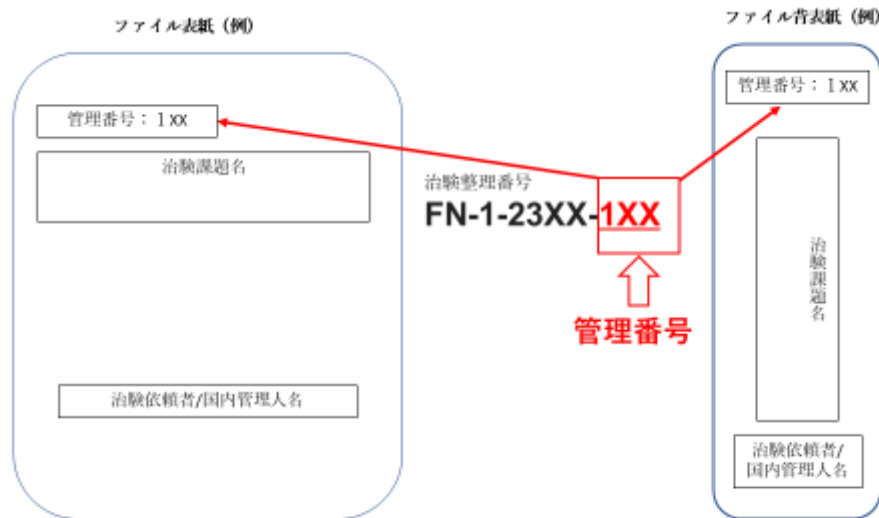 ファイル表紙（例）
管理番号：１xx
治験課題名
治験依頼者/国内管理人名
治験整理番号
FN-1-23XX-1XX
管理番号
ファイル背表紙（例）
管理番号：１xx
治験課題名
治験依頼者/
国内管理人名